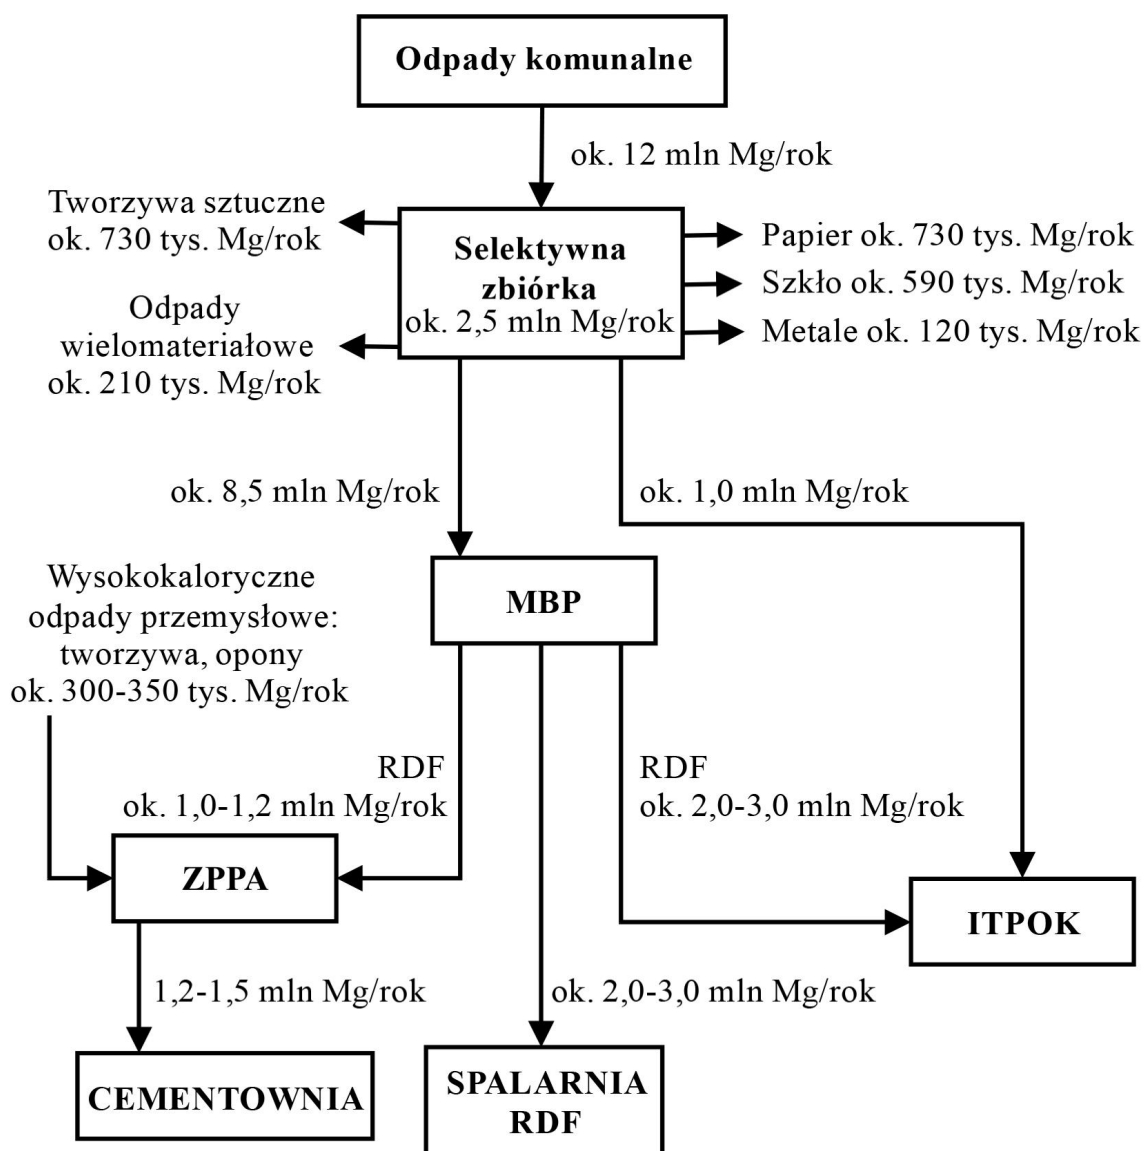 Odpady komunalne
ok. 12 mln Mg/rok
Tworzywa sztuczne
ok. 730 tys. Mg/rok
Odpady
wielomateriałowe
ok. 210 tys. Mg/rok
Selektywna
zbiórka
ok. 2,5 mln Mg/rok
Papier ok. 730 tys. Mg/rok
Szkło ok. 590 tys. Mg/rok
Metale ok. 120 tys. Mg/rok
ok. 8,5 mln Mg/rok
ok. 1,0 mln Mg/rok
Wysokokaloryczne
odpady przemysłowe:
tworzywa, opony
ok. 300-350 tys. Mg/rok
MBP
RDF
ok. 1,0-1,2 mln Mg/rok
RDF
ok. 2,0-3,0 mln Mg/rok
ZPPA
ITPOK
1,2-1,5 mln Mg/rok
ok. 2,0-3,0 mln Mg/rok
CEMENTOWNIA
SPALARNIA
RDF